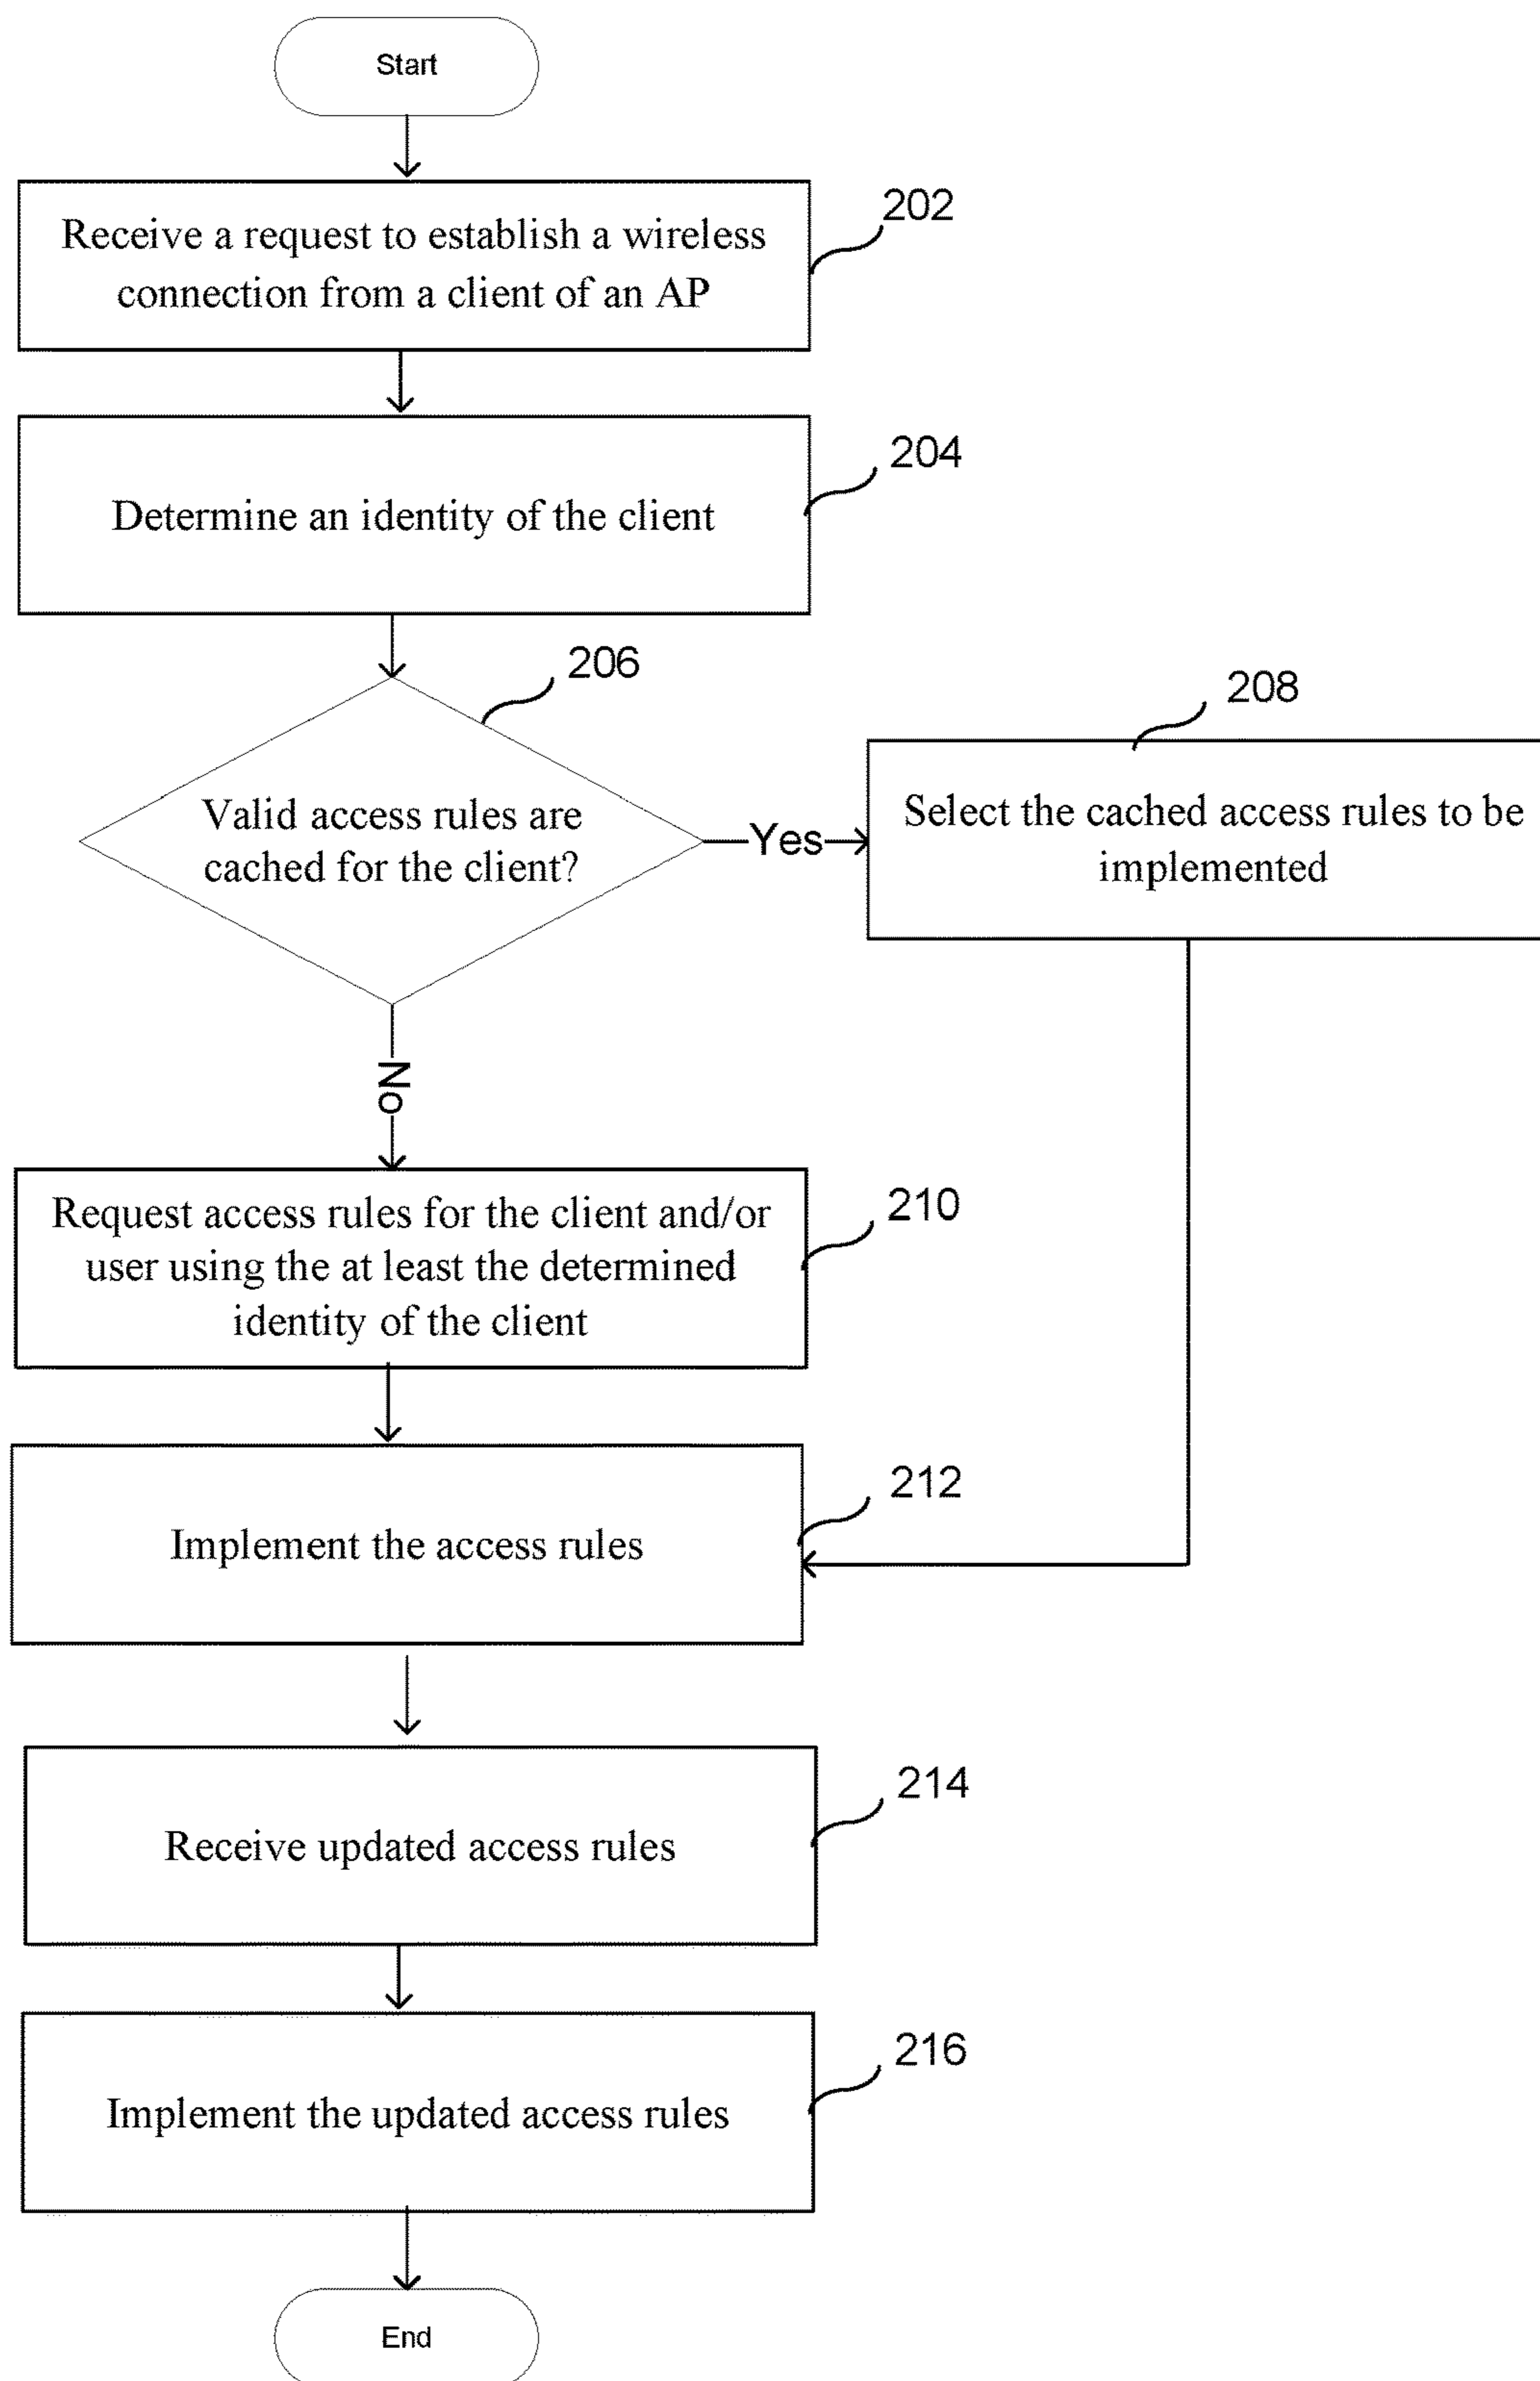 Start
202
Receive a request to establish a wireless
connection from a client of an AP
204
Determine an identity of the client
206
Valid access rules are
cached for the client?
Yes
208
Select the cached access rules to be
implemented
No
210
Request access rules for the client and/or
user using the at least the determined
identity of the client
212
Implement the access rules
214
Receive updated access rules
216
Implement the updated access rules
End